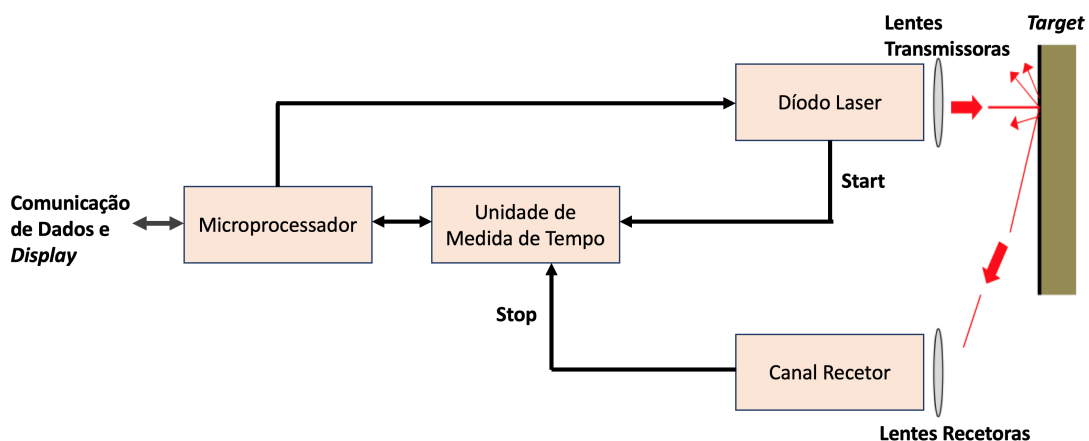 Lentes
Transmissoras
Target
Díodo Laser
Start
Comunicação
de Dados e
Display
Microprocessador
Unidade de
Medida de Tempo
Stop
Canal Recetor
Lentes Recetoras